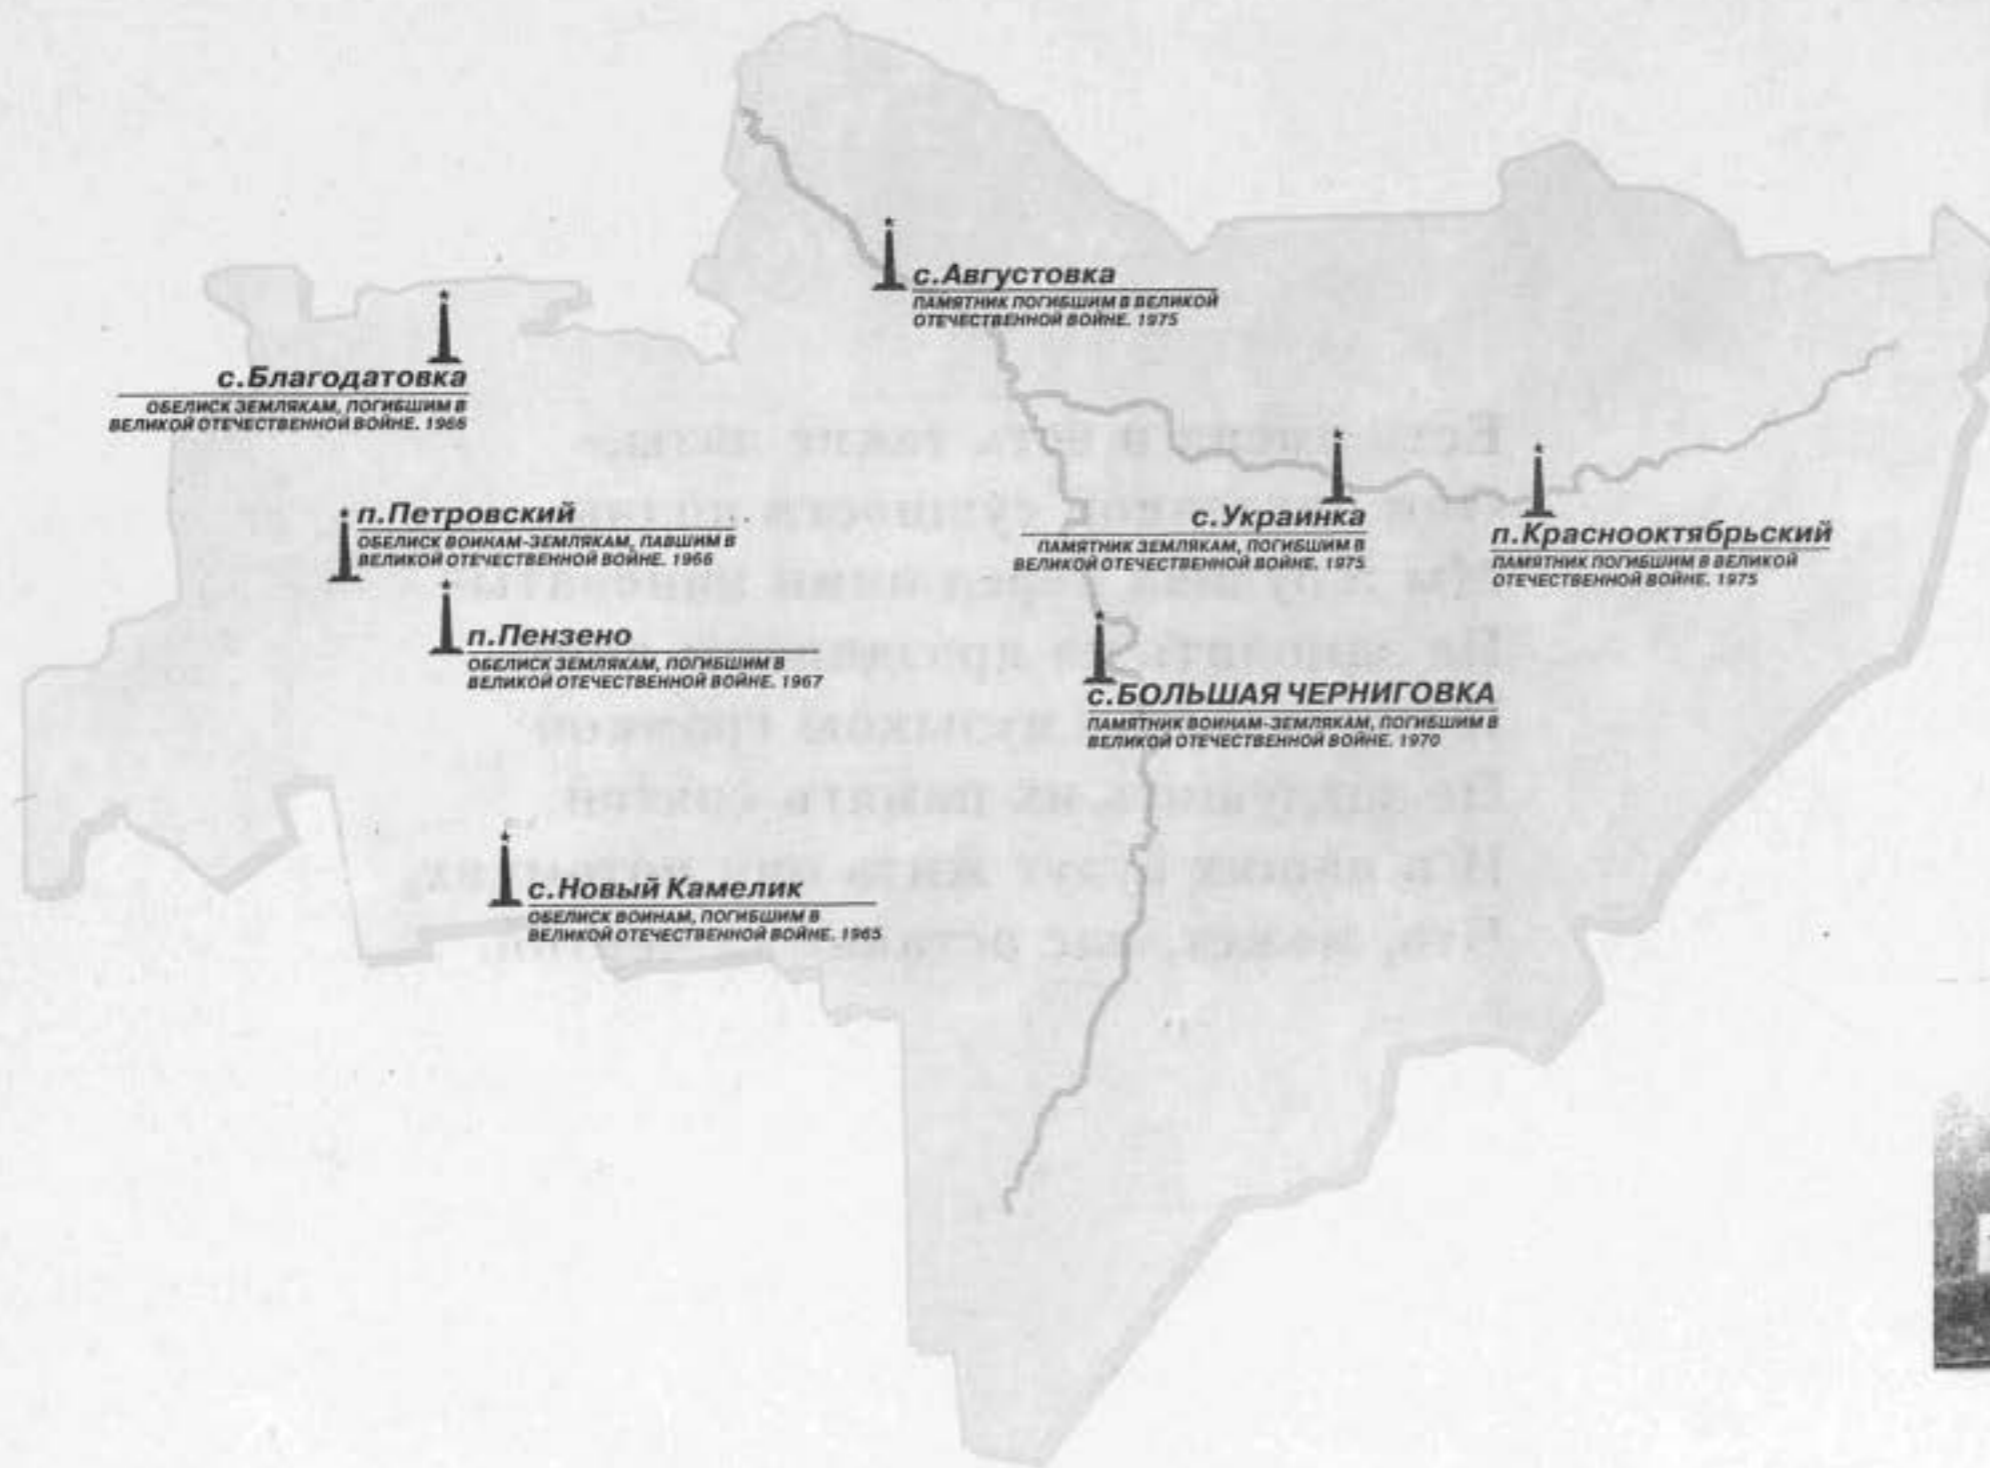 с.Августовка
ПАМЯТНИК ПОГИБШИМ В ВЕЛИКОЙ
ОТЕЧЕСТВЕННОЙ ВОЙНЕ. 1975
с.Благодатовка
ОБЕЛИСК ЗЕМЛЯКАМ, ПОГИБШИМ В
ВЕЛИКОЙ ОТЕЧЕСТВЕННОЙ ВОЙНЕ. 1966
п.Петровский
ОБЕЛИСК ВОИНАМ-ЗЕМЛЯКАМ, ПАВШИМ В
ВЕЛИКОЙ ОТЕЧЕСТВЕННОЙ ВОЙНЕ. 1966
с.Украинка
ПАМЯТНИК ЗЕМЛЯКАМ, ПОГИБШИМ В
ВЕЛИКОЙ ОТЕЧЕСТВЕННОЙ ВОЙНЕ. 1975
п.Краснооктябрьский
ПАМЯТНИК ПОГИБШИМ В ВЕЛИКОЙ
ОТЕЧЕСТВЕННОЙ ВОЙНЕ. 1975
п.Пензено
ОБЕЛИСК ЗЕМЛЯКАМ, ПОГИБШИМ В
ВЕЛИКОЙ ОТЕЧЕСТВЕННОЙ ВОЙНЕ. 1967
с.БОЛЬШАЯ ЧЕРНИГОВКА
ПАМЯТНИК ВОИНАМ-ЗЕМЛЯКАМ, ПОГИБШИМ В
ВЕЛИКОЙ ОТЕЧЕСТВЕННОЙ ВОЙНЕ. 1970
с.Новый Камелик
ОБЕЛИСК ВОИНАМ, ПОГИБШИМ В
ВЕЛИКОЙ ОТЕЧЕСТВЕННОЙ ВОЙНЕ. 1965